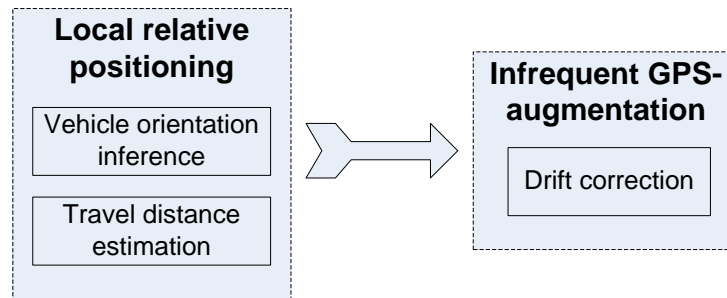 Local relative
positioning
Vehicle orientation
inference
Travel distance
estimation
Infrequent GPS-
augmentation
Drift correction